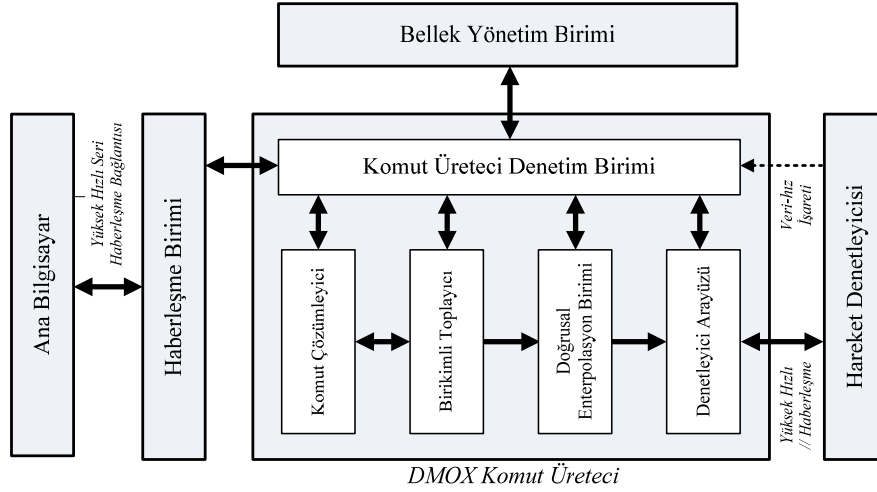 Bellek Yönetim Birimi
Ana Bilgisayar
Yüksek Hızlı Seri
Haberleşme Bağlantısı
Haberleşme Birimi
Komut Üreteci Denetim Birimi
Komut Çözümleyici
Birikimli Toplayıcı
Doğrusal
Enterpolasyon Birimi
Denetleyici Arayüzü
Veri-hız
İşareti
Yüksek Hızlı
// Haberleşme
Hareket Denetleyicisi
DMOX Komut Üreteci